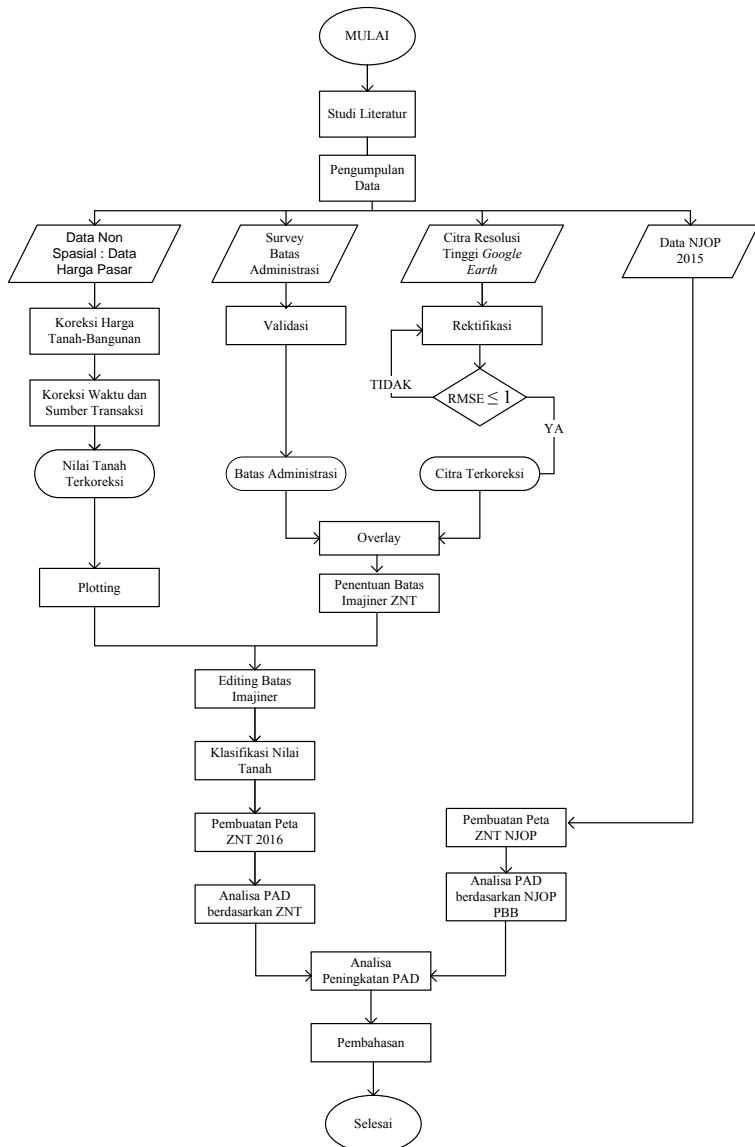 MULAI
Studi Literatur
Pengumpulan
Data
Data Non
Spasial : Data
Harga Pasar
Survey
Batas
Administrasi
Citra Resolusi
Tinggi Google
Earth
Data NJOP
2015
Koreksi Harga
Tanah-Bangunan
Validasi
Rektifikasi
Koreksi Waktu dan
Sumber Transaksi
TIDAK
RMSE ≤ 1
YA
Nilai Tanah
Terkoreksi
Batas Administrasi
Citra Terkoreksi
Overlay
Plotting
Penentuan Batas
Imajiner ZNT
Editing Batas
Imajiner
Klasifikasi Nilai
Tanah
Pembuatan Peta
ZNT 2016
Pembuatan Peta
ZNT NJOP
Analisa PAD
berdasarkan ZNT
Analisa PAD
berdasarkan NJOP
PBB
Analisa
Peningkatan PAD
Pembahasan
Selesai